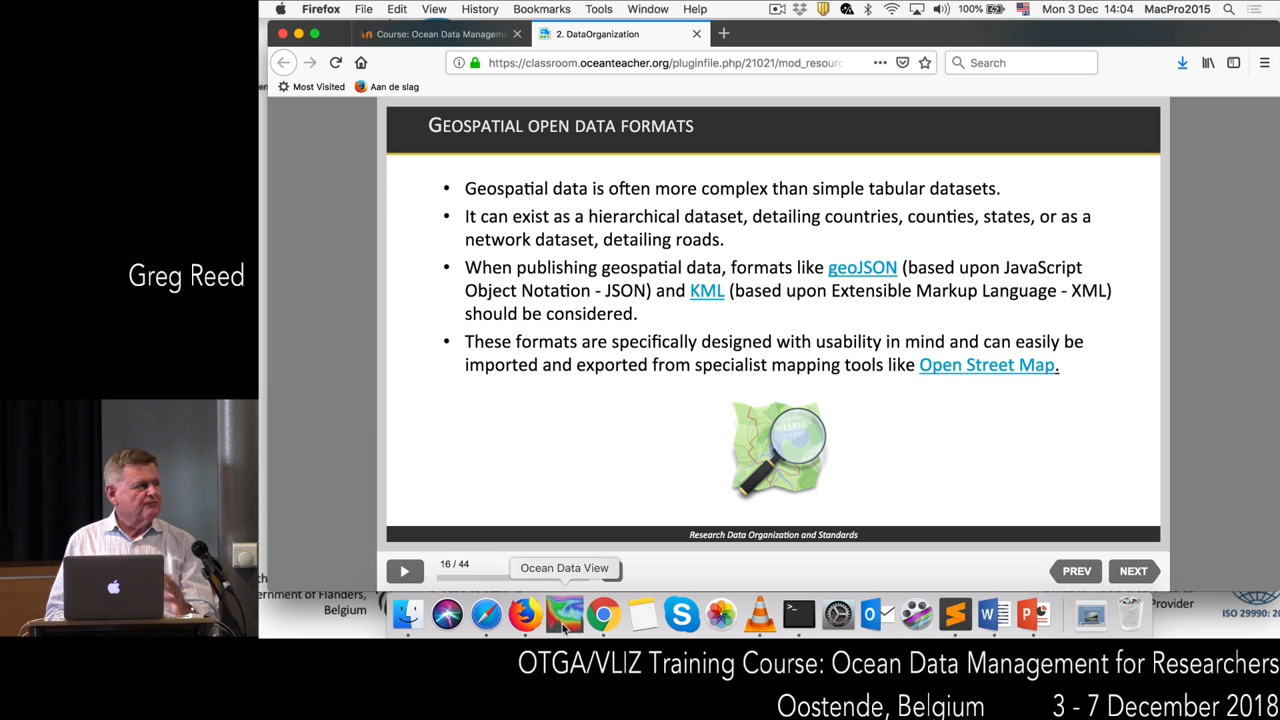 Firefox File Edit View History Bookmarks Tools Window Help 100% Mon 3 Dec 14:04 MacPro2015
Course: Ocean Data Managem
2. DataOrganization
https://classroom.oceanteacher.org/pluginfile.php/21021/mod_resourc
Search
Most Visited Aan de slag
GEOSPATIAL OPEN DATA FORMATS
• Geospatial data is often more complex than simple tabular datasets.
• It can exist as a hierarchical dataset, detailing countries, counties, states, or as a
network dataset, detailing roads.
• When publishing geospatial data, formats like geoJSON (based upon JavaScript
Object Notation - JSON) and KML (based upon Extensible Markup Language - XML)
should be considered.
• These formats are specifically designed with usability in mind and can easily be
imported and exported from specialist mapping tools like Open Street Map.
Research Data Organization and Standards
16 / 44
Ocean Data View
PREV NEXT
Greg Reed
ernment of Flanders,
Belgium
Provider
ISO 29990:
OTGA/VLIZ Training Course: Ocean Data Management for Researchers
Oostende, Belgium 3 - 7 December 2018